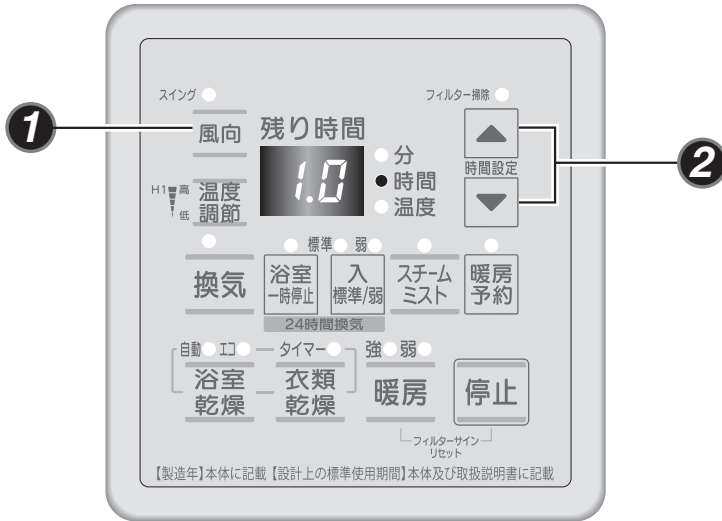 スイング
フィルター掃除
1
風向
残り時間
1.0
分
時間
温度
時間設定
2
H1
高
低
温度
調節
標準 弱
換気
浴室
一時停止
入
標準/弱
スチーム
ミスト
暖房
予約
24時間換気
自動 エコ タイマー 強 弱
浴室
乾燥
衣類
乾燥
暖房
停止
フィルターサイン
リセット
【製造年】本体に記載【設計上の標準使用期間】本体及び取扱説明書に記載